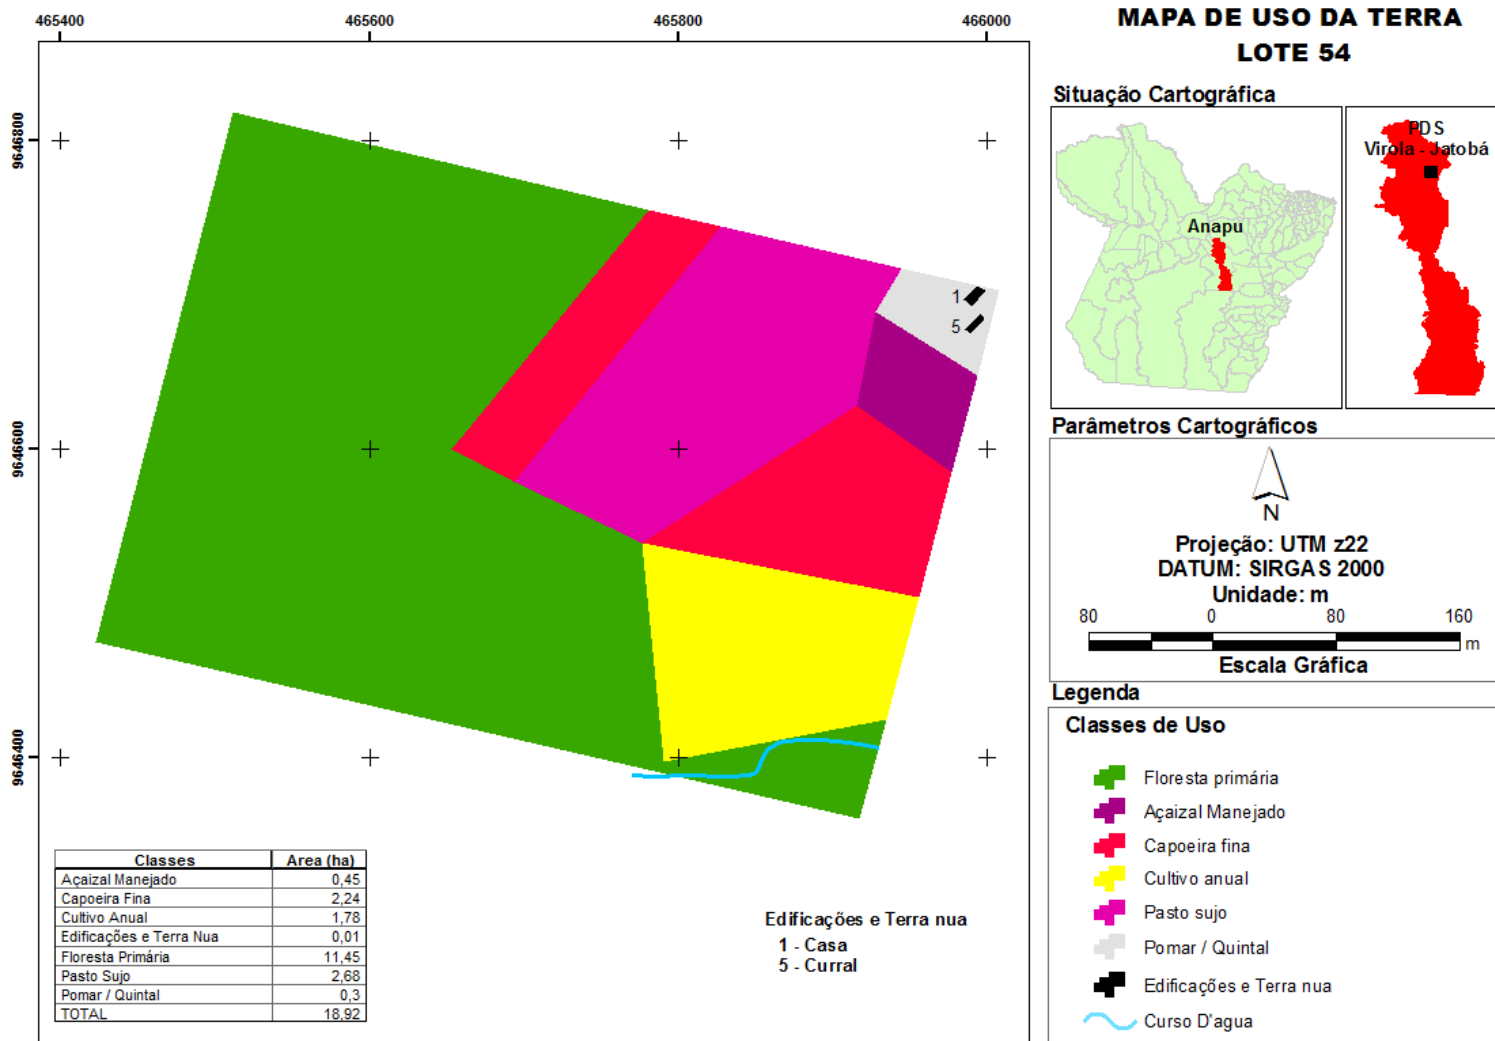 MAPA DE USO DA TERRA
LOTE 54
465400
465600
465800
466000
9646800
9646600
9646400
1
5
Situação Cartográfica
Anapu
PDS
Virola - Jatobá
Parâmetros Cartográficos
N
Projeção: UTM z22
DATUM: SIRGAS 2000
Unidade: m
80 0 80 160
m
Escala Gráfica
Legenda
Classes de Uso
Floresta primária
Açaizal Manejado
Capoeira fina
Cultivo anual
Pasto sujo
Pomar / Quintal
Edificações e Terra nua
Curso D'agua
Classes Area (ha)
Açaizal Manejado 0,45
Capoeira Fina 2,24
Cultivo Anual 1,78
Edificações e Terra Nua 0,01
Floresta Primária 11,45
Pasto Sujo 2,68
Pomar / Quintal 0,3
TOTAL 18,92
Edificações e Terra nua
1 - Casa
5 - Curral